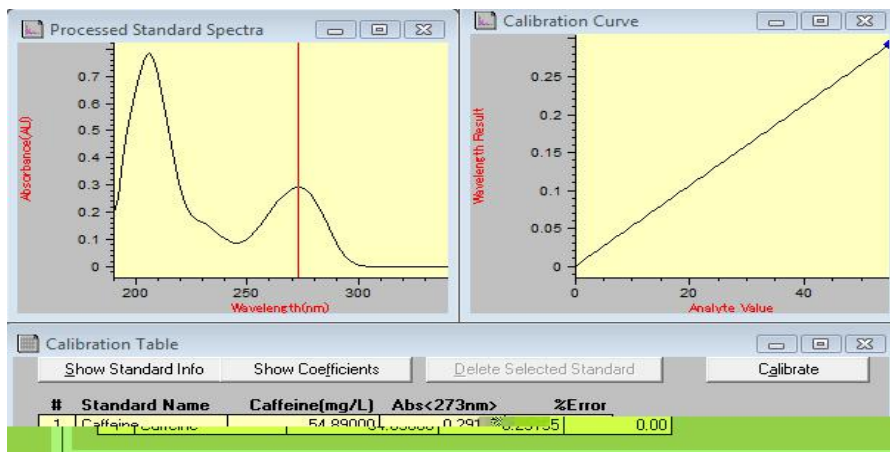 Processed Standard Spectra
Calibration Curve
0.7
0.6
0.5
0.4
0.3
0.2
0.1
0
Absorbance(AU)
200 250 300
Wavelength(nm)
0.25
0.2
0.15
0.1
0.05
0
Wavelength Result
0 20 40
Analyte Value
Calibration Table
Show Standard Info Show Coefficients Delete Selected Standard Calibrate
# Standard Name Caffeine(mg/L) Abs<273nm> %Error
1 Caffeine 54.89000 0.00